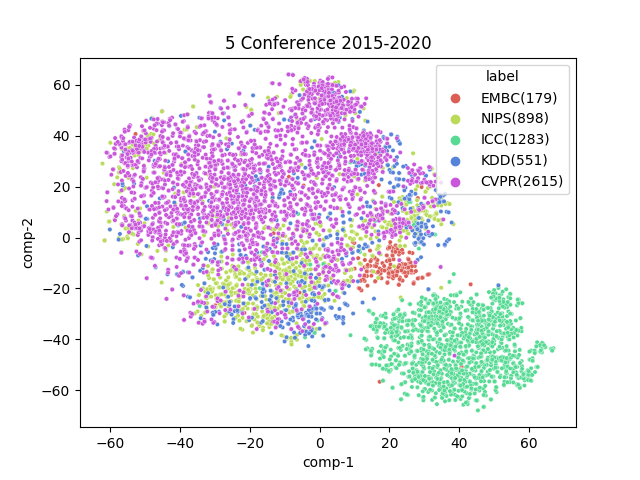 5 Conference 2015-2020
label
EMBC(179)
NIPS(898)
ICC(1283)
KDD(551)
CVPR(2615)
60
40
20
0
−20
−40
−60
comp-2
−60 −40 −20 0 20 40 60
comp-1